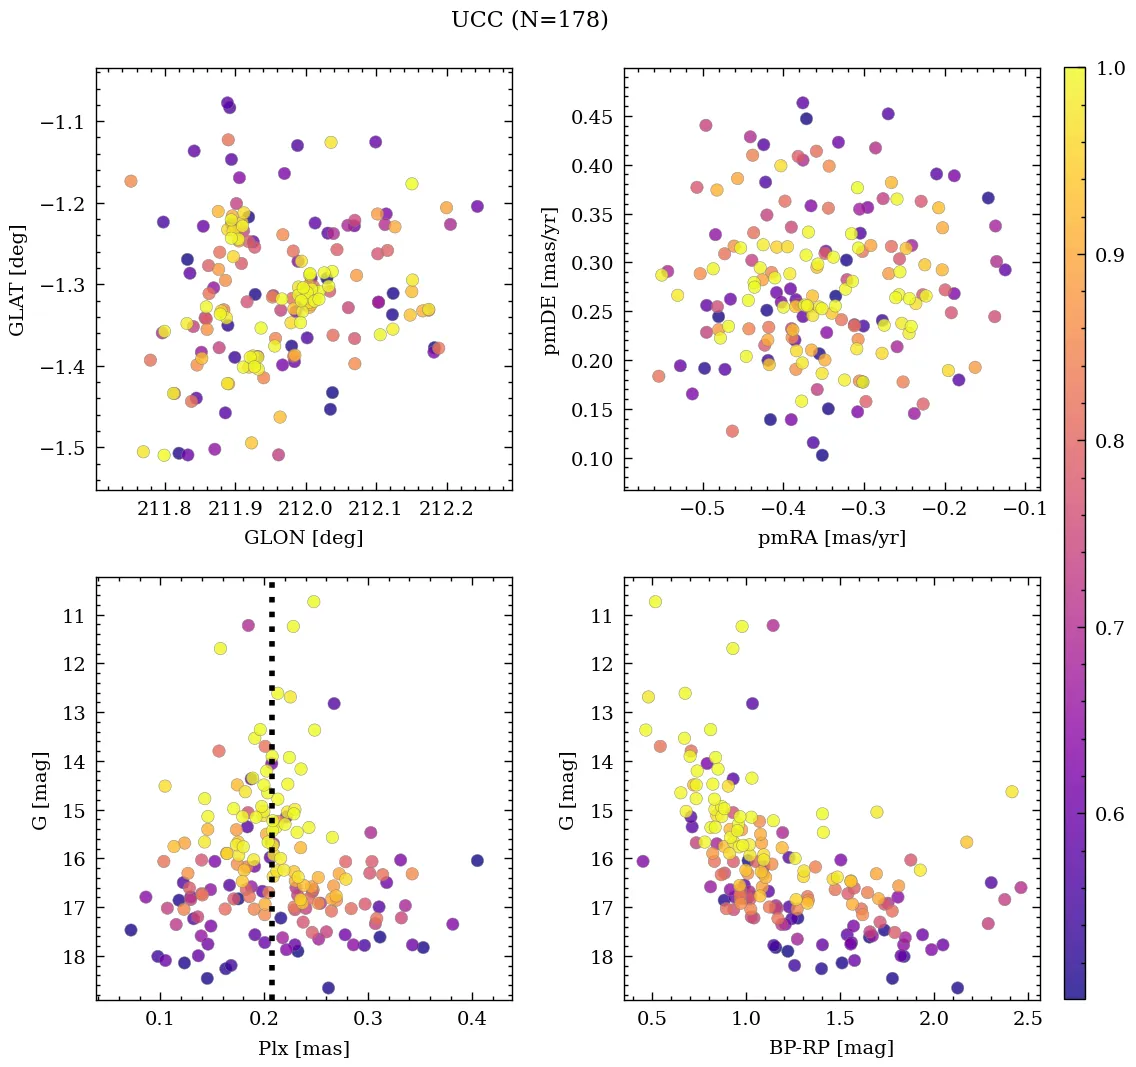 UCC (N=178)
−1.1
−1.2
−1.3
−1.4
−1.5
GLAT [deg]
211.8 211.9 212.0 212.1 212.2
GLON [deg]
0.45
0.40
0.35
0.30
0.25
0.20
0.15
0.10
pmDE [mas/yr]
−0.5 −0.4 −0.3 −0.2 −0.1
pmRA [mas/yr]
1.0
0.9
0.8
0.7
0.6
11
12
13
14
15
16
17
18
G [mag]
0.1 0.2 0.3 0.4
Plx [mas]
11
12
13
14
15
16
17
18
G [mag]
0.5 1.0 1.5 2.0 2.5
BP-RP [mag]